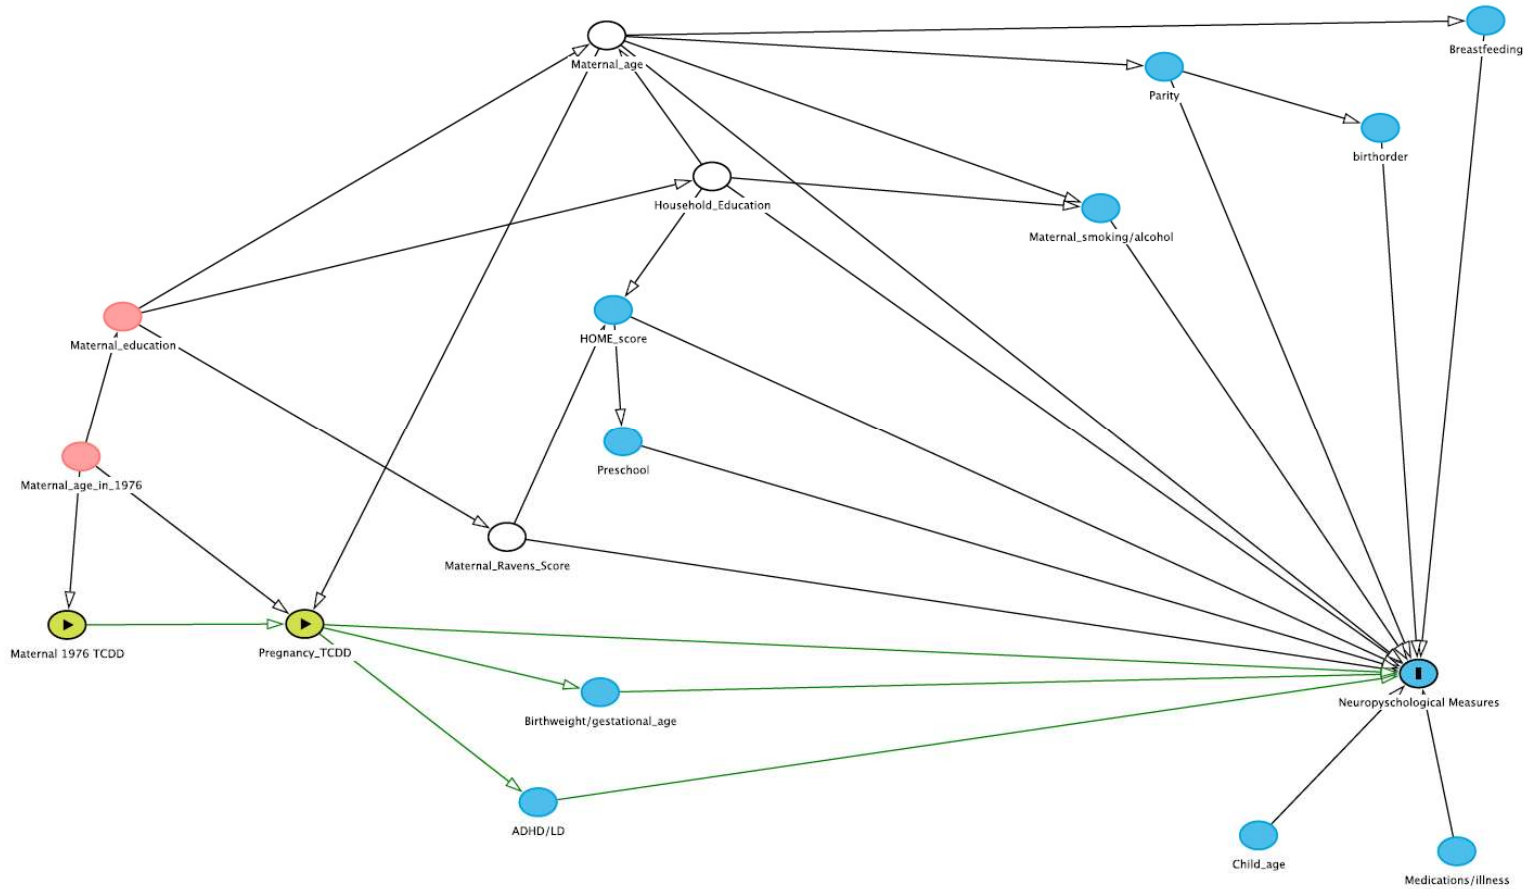 Breastfeeding
Maternal_age
Parity
birthorder
Household_Education
Maternal_smoking/alcohol
HOME_score
Maternal_education
Preschool
Maternal_age_in_1976
Maternal_Ravens_Score
Maternal 1976 TCDD
Pregnancy_TCDD
Neuropyschological Measures
Birthweight/gestational_age
ADHD/LD
Child_age
Medications/illness